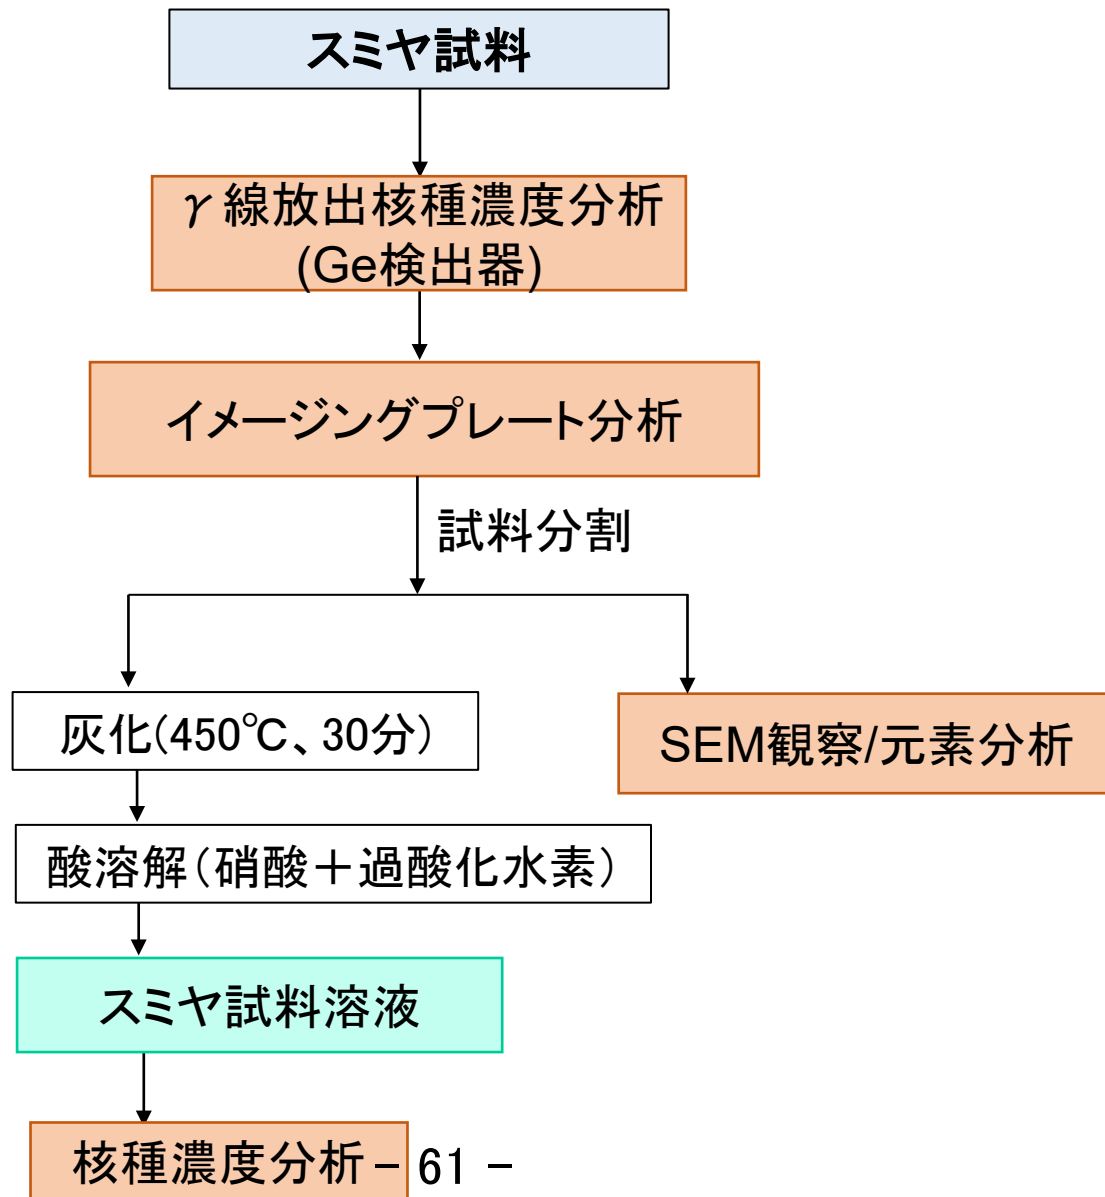 スミヤ試料
γ線放出核種濃度分析
(Ge検出器)
イメージングプレート分析
試料分割
灰化(450℃、30分)
SEM観察/元素分析
酸溶解(硝酸＋過酸化水素)
スミヤ試料溶液
核種濃度分析
− 61 −